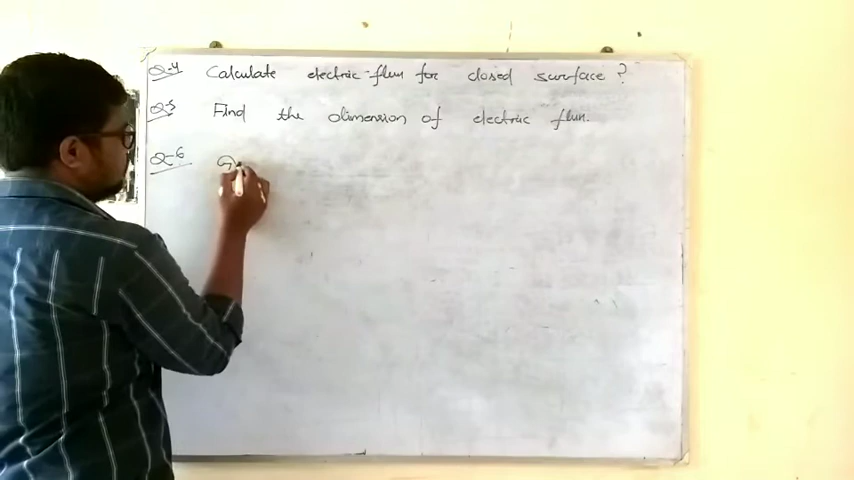 Q-4 Calculate electric-flux for closed surface ?
Q-5 Find the dimension of electric flux.
Q-6 G